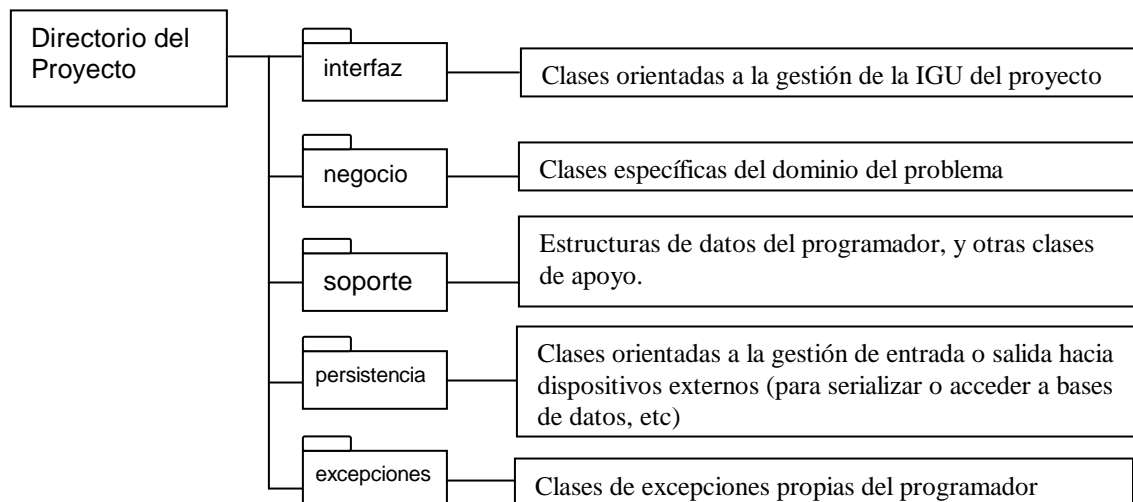 Directorio del
Proyecto
interfaz
Clases orientadas a la gestión de la IGU del proyecto
negocio
Clases específicas del dominio del problema
soporte
Estructuras de datos del programador, y otras clases
de apoyo.
persistencia
Clases orientadas a la gestión de entrada o salida hacia
dispositivos externos (para serializar o acceder a bases
de datos, etc)
excepciones
Clases de excepciones propias del programador